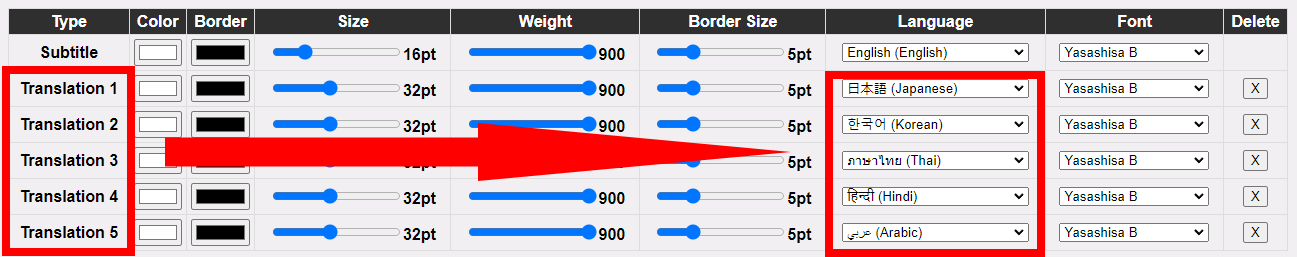 Type Color Border Size Weight Border Size Language Font Delete
Subtitle 16pt 900 5pt English (English) Yasashisa B
Translation 1 32pt 900 5pt 日本語 (Japanese) Yasashisa B X
Translation 2 32pt 900 5pt 한국어 (Korean) Yasashisa B X
Translation 3 32pt 900 5pt ภาษาไทย (Thai) Yasashisa B X
Translation 4 32pt 900 5pt हिन्दी (Hindi) Yasashisa B X
Translation 5 32pt 900 5pt عربي (Arabic) Yasashisa B X